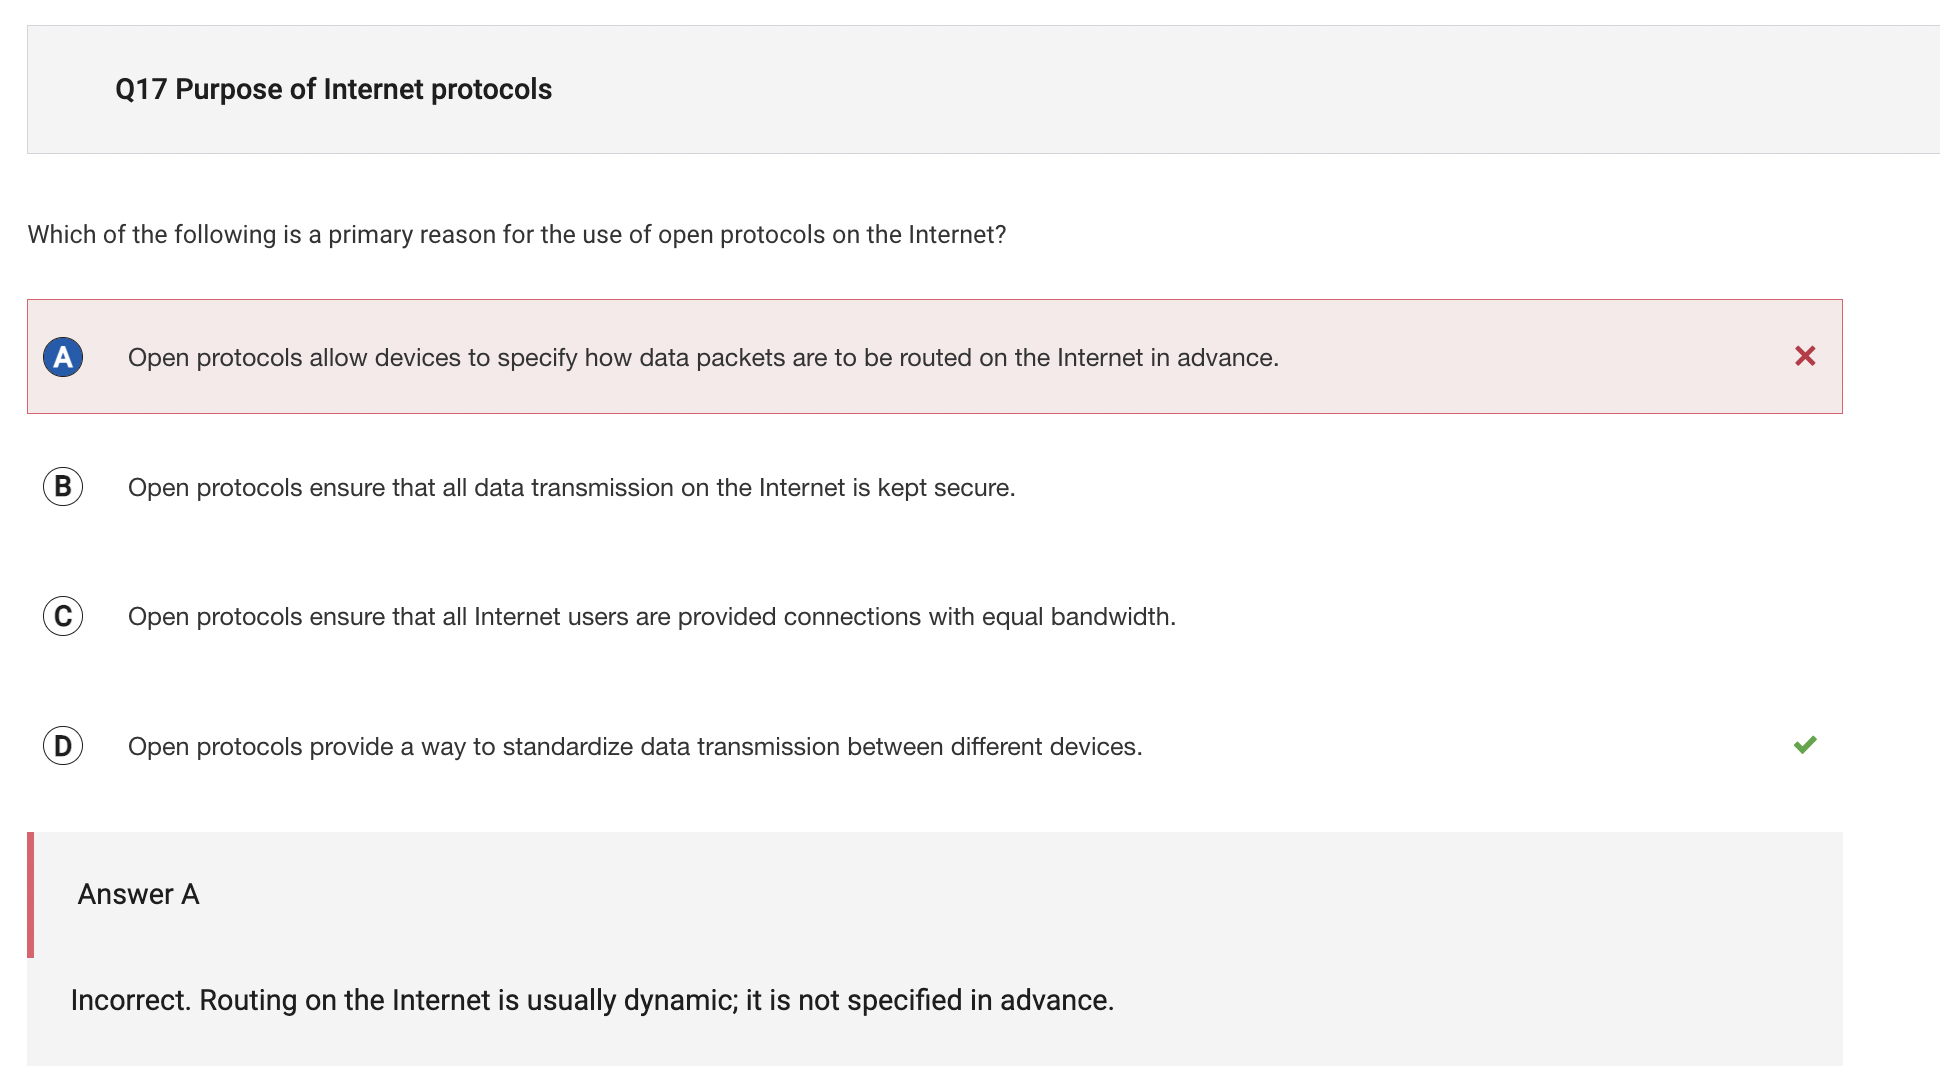 Q17 Purpose of Internet protocols
Which of the following is a primary reason for the use of open protocols on the Internet?
A Open protocols allow devices to specify how data packets are to be routed on the Internet in advance.
B Open protocols ensure that all data transmission on the Internet is kept secure.
C Open protocols ensure that all Internet users are provided connections with equal bandwidth.
D Open protocols provide a way to standardize data transmission between different devices.
Answer A
Incorrect. Routing on the Internet is usually dynamic; it is not specified in advance.